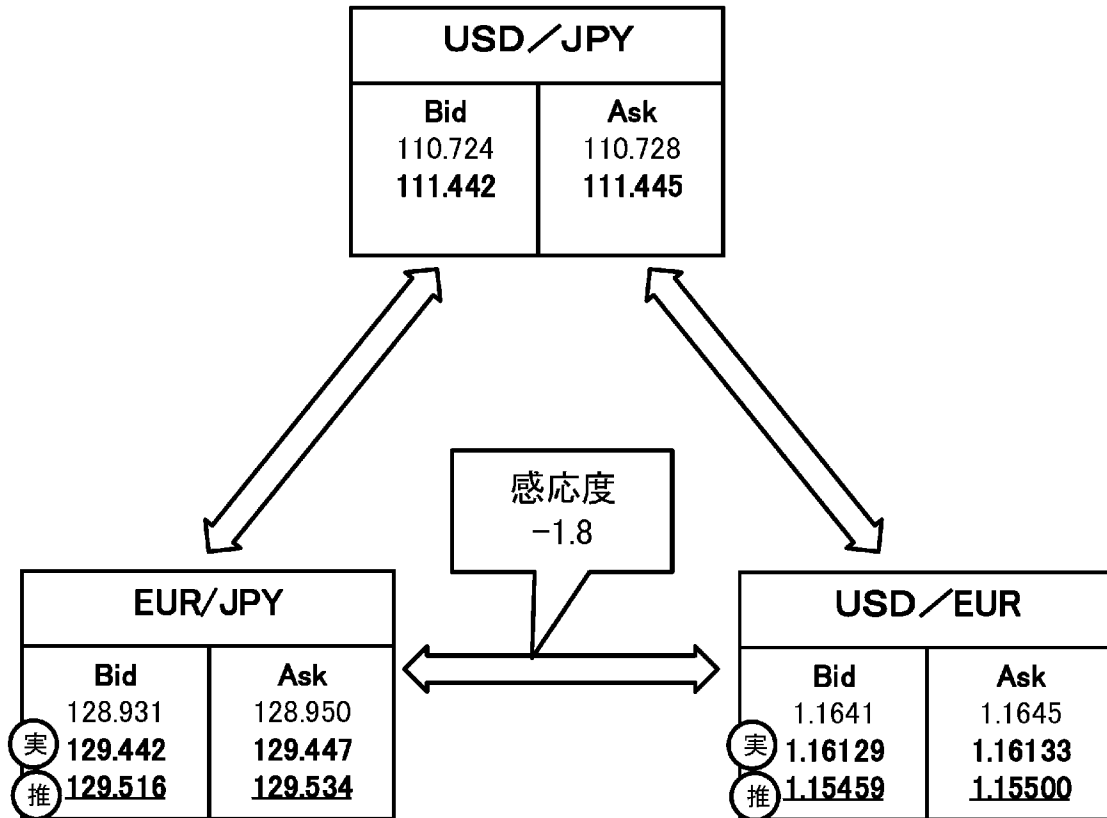 USD／JPY
Bid
Ask
110.724
110.728
111.442
111.445
感応度
−1.8
EUR/JPY
Bid
Ask
128.931
128.950
実
129.442
129.447
推
129.516
129.534
USD／EUR
Bid
Ask
1.1641
1.1645
実
1.16129
1.16133
推
1.15459
1.15500